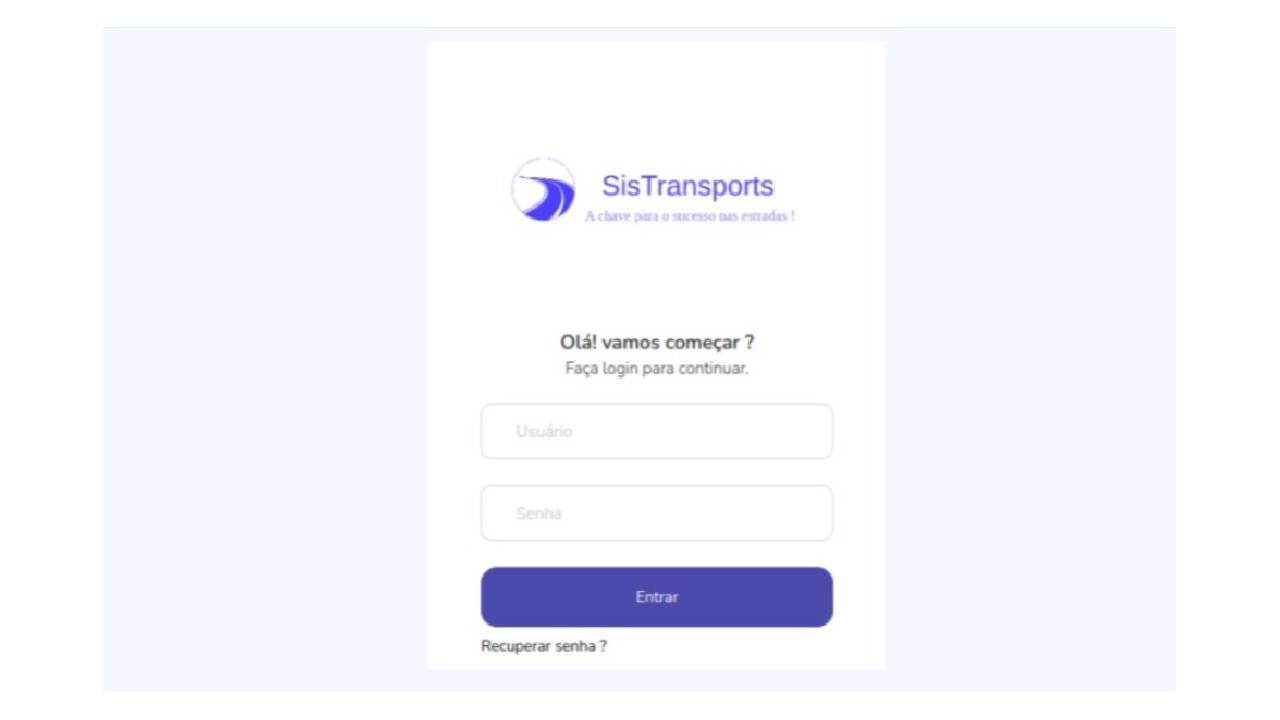 SisTransports
A chave para o sucesso nas estradas !
Olá! vamos começar ?
Faça login para continuar.
Usuário
Senha
Entrar
Recuperar senha ?